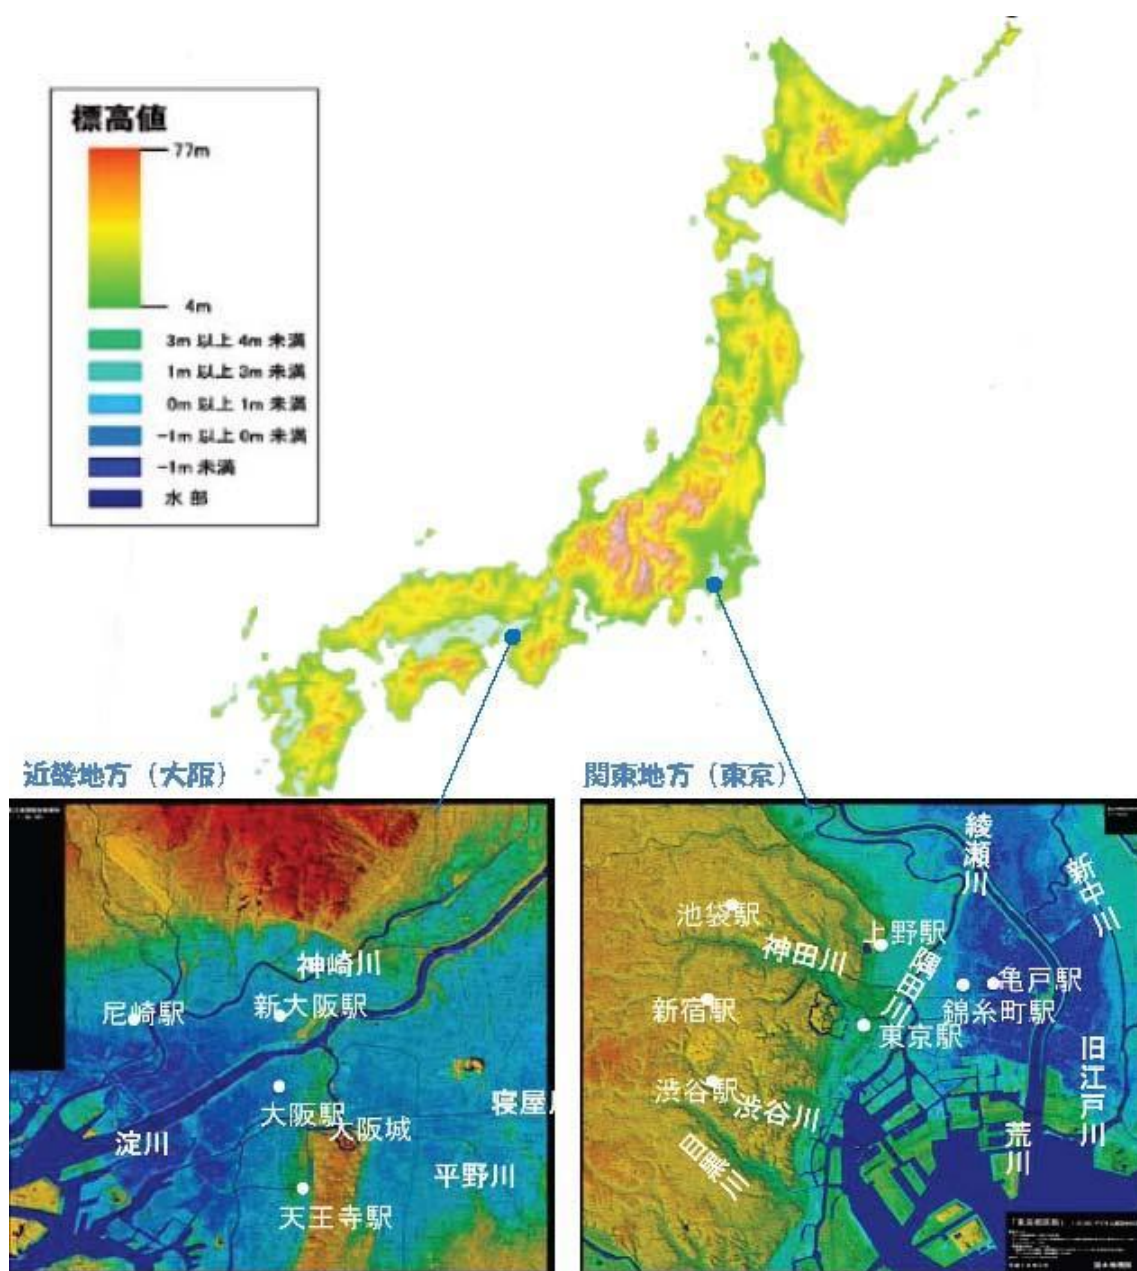 標高値
77m
4m
3m 以上 4m 未満
1m 以上 3m 未満
0m 以上 1m 未満
-1m 以上 0m 未満
-1m 未満
水 部
近畿地方（大阪）
関東地方（東京）
神崎川
尼崎駅
新大阪駅
大阪駅
大阪城
寝屋
淀川
平野川
天王寺駅
綾瀬川
新中川
池袋駅
神田川
上野駅
隅田川
亀戸駅
錦糸町駅
新宿駅
東京駅
渋谷駅
渋谷川
目黒川
旧江戸川
荒川